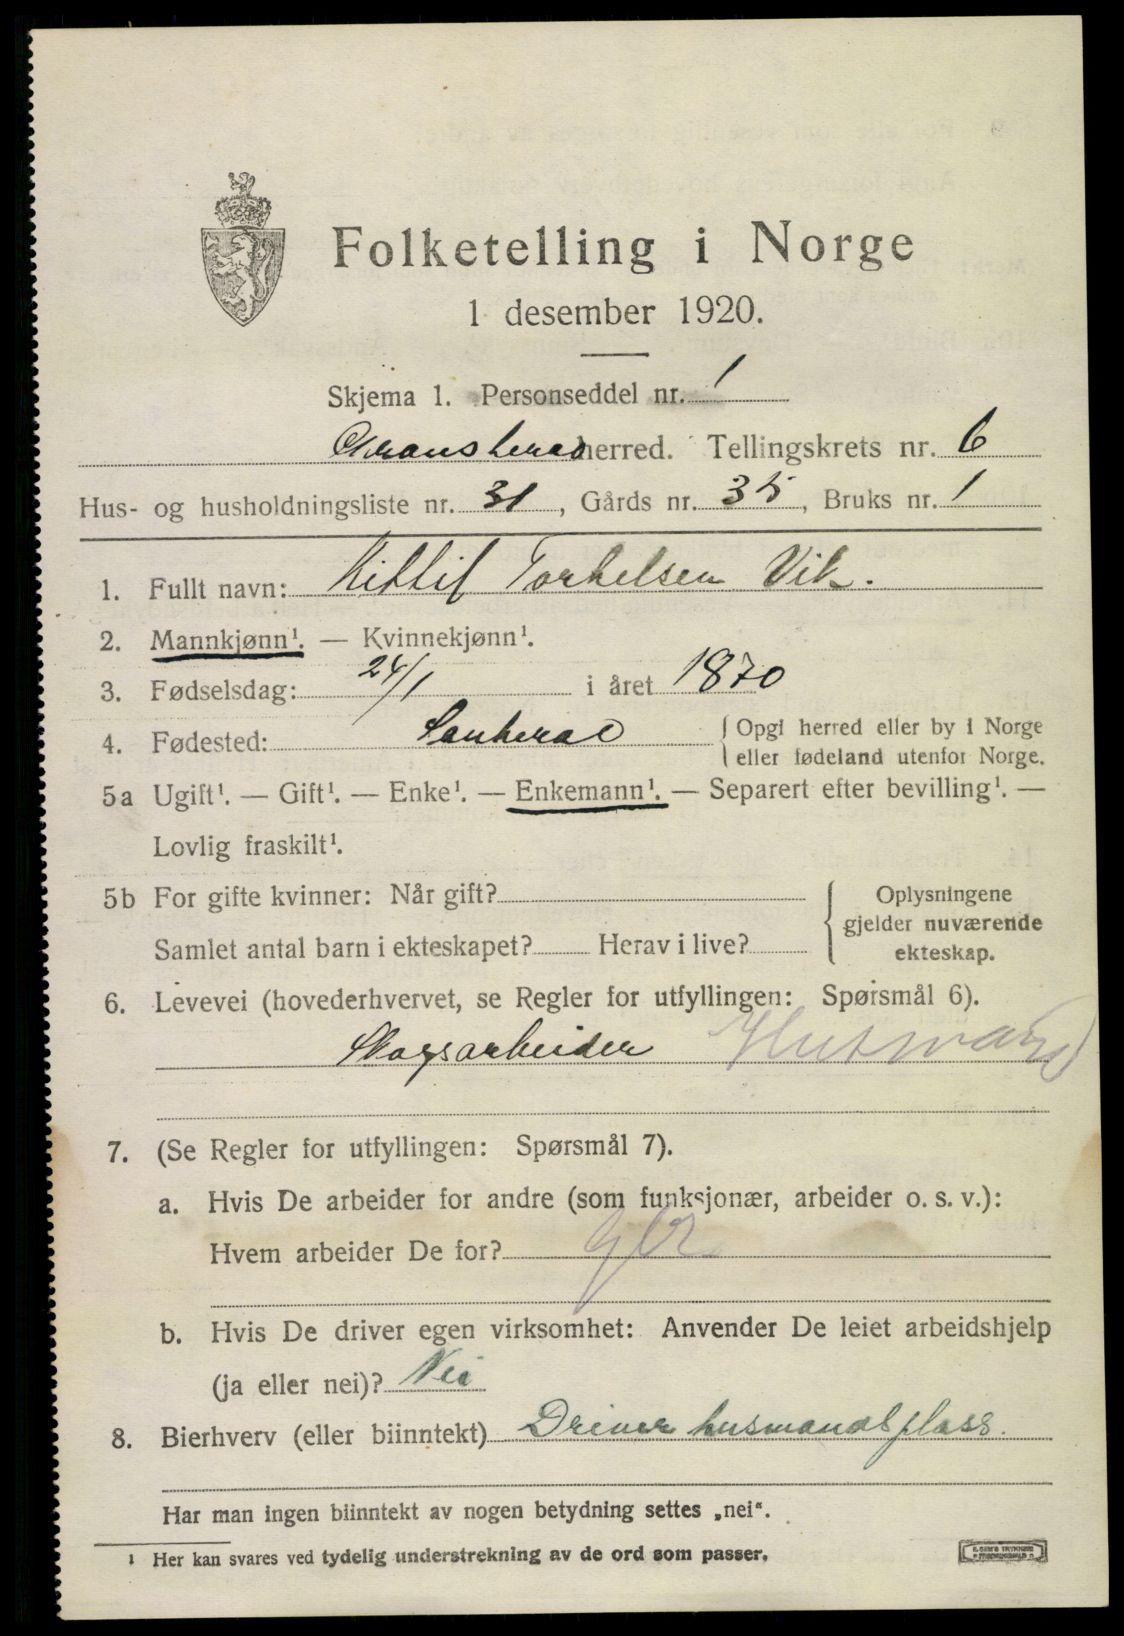 Folketelling i Norge
1 desember 1920.
Skjema 1. Personseddel nr. 1
Gransherad herred. Tellingskrets nr. 6
Hus- og husholdningsliste nr. 31, Gårds nr. 35, Bruks nr. 1
1. Fullt navn: Kittil Torkelsen Vik.
2. Mannkjønn¹. — Kvinnekjønn¹.
3. Fødselsdag: 24/1 i året 1870
4. Fødested: Sauherad {Opgi herred eller by i Norge
eller fødeland utenfor Norge.
5a Ugift¹. — Gift¹. — Enke¹. — Enkemann¹. — Separert efter bevilling¹. —
Lovlig fraskilt¹.
5b For gifte kvinner: Når gift?
Samlet antal barn i ekteskapet? Herav i live?
{Oplysningene
gjelder nuværende
ekteskap.
6. Levevei (hovederhvervet, se Regler for utfyllingen: Spørsmål 6).
Skogsarbeider Husmand
7. (Se Regler for utfyllingen: Spørsmål 7).
a. Hvis De arbeider for andre (som funksjonær, arbeider o. s. v.):
Hvem arbeider De for?
b. Hvis De driver egen virksomhet: Anvender De leiet arbeidshjelp
(ja eller nei)? Nei
8. Bierhverv (eller biinntekt) Driver husmandsplass.
Har man ingen biinntekt av nogen betydning settes „nei“.
¹ Her kan svares ved tydelig understrekning av de ord som passer.